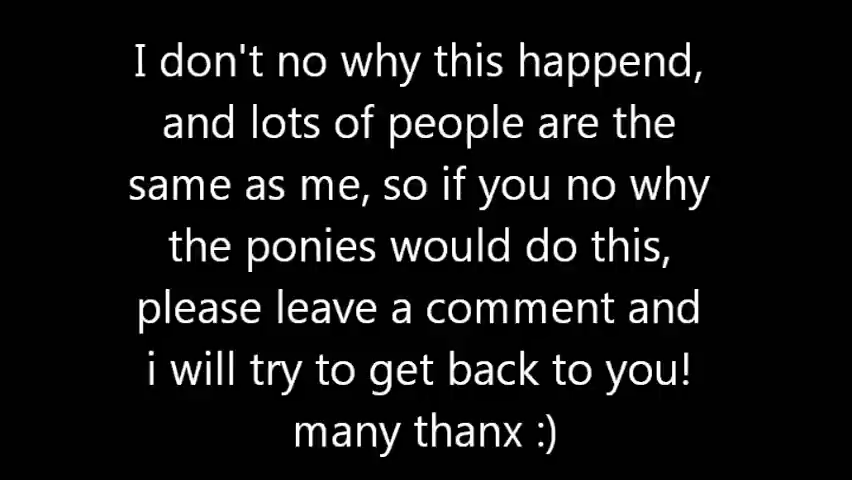 I don't no why this happend,
and lots of people are the
same as me, so if you no why
the ponies would do this,
please leave a comment and
i will try to get back to you!
many thanx :)